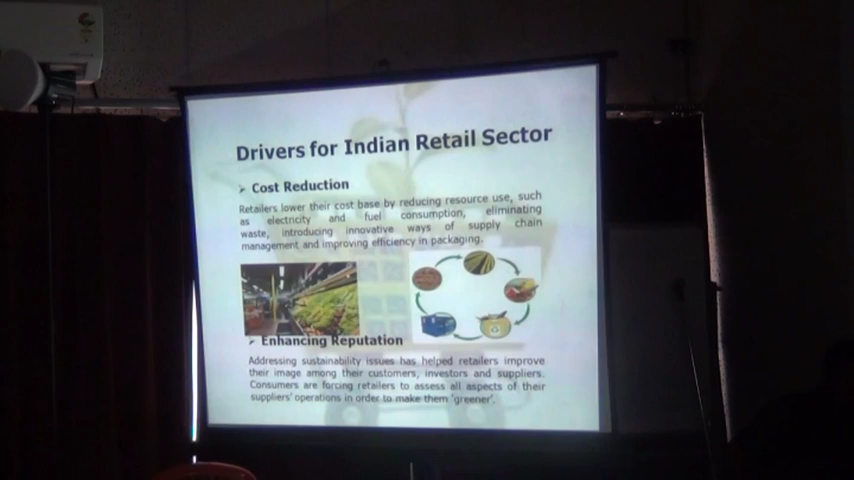 Drivers for Indian Retail Sector
➢ Cost Reduction
Retailers lower their cost base by reducing resource use, such
as electricity and fuel consumption, eliminating
waste, introducing innovative ways of supply chain
management and improving efficiency in packaging.
➢ Enhancing Reputation
Addressing sustainability issues has helped retailers improve
their image among their customers, investors and suppliers.
Consumers are forcing retailers to assess all aspects of their
suppliers' operations in order to make them 'greener'.